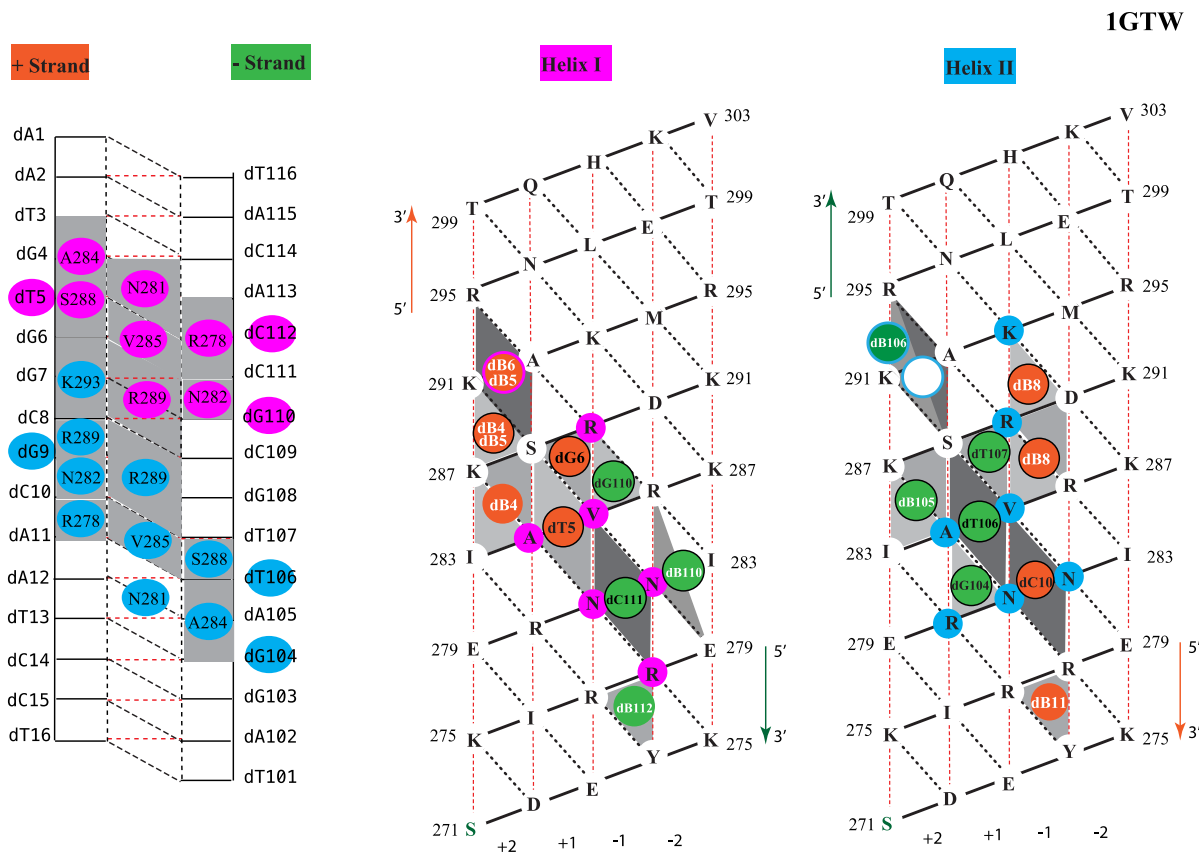 1GTW
+ Strand
- Strand
Helix I
Helix II
dA1
dA2
dT3
dG4
dT5
dG6
dG7
dC8
dG9
dC10
dA11
dA12
dT13
dC14
dC15
dT16
A284
S288
K293
R289
N282
R278
N281
V285
R289
R289
V285
N281
R278
N282
S288
A284
dT116
dA115
dC114
dA113
dC112
dC111
dG110
dC109
dG108
dT107
dT106
dA105
dG104
dG103
dA102
dT101
3’
5’
T Q H K V 303
299
N L E T 299
R 295
K M R 295
A
K 291
dB6
dB5
dB4
dB5
S R D K 291
dG6
K 287
dG110
R K 287
dB4
dT5
A V
I 283
dC111
dB110
I 283
R N N
E 279
R R E 279
dB112
5’
3’
K 275
I
D E Y K 275
271 S
+2 +1 -1 -2
3’
5’
T Q H K V 303
299
N L E T 299
R 295
K M R 295
dB106
A
K 291
dB8
S R D K 291
K 287
dT107
dB8
R K 287
dB105
dT106
A V
I 283
dG104
dC10
I 283
R N N
E 279
R R E 279
dB11
5’
3’
K 275
I
D E Y K 275
271 S
+2 +1 -1 -2